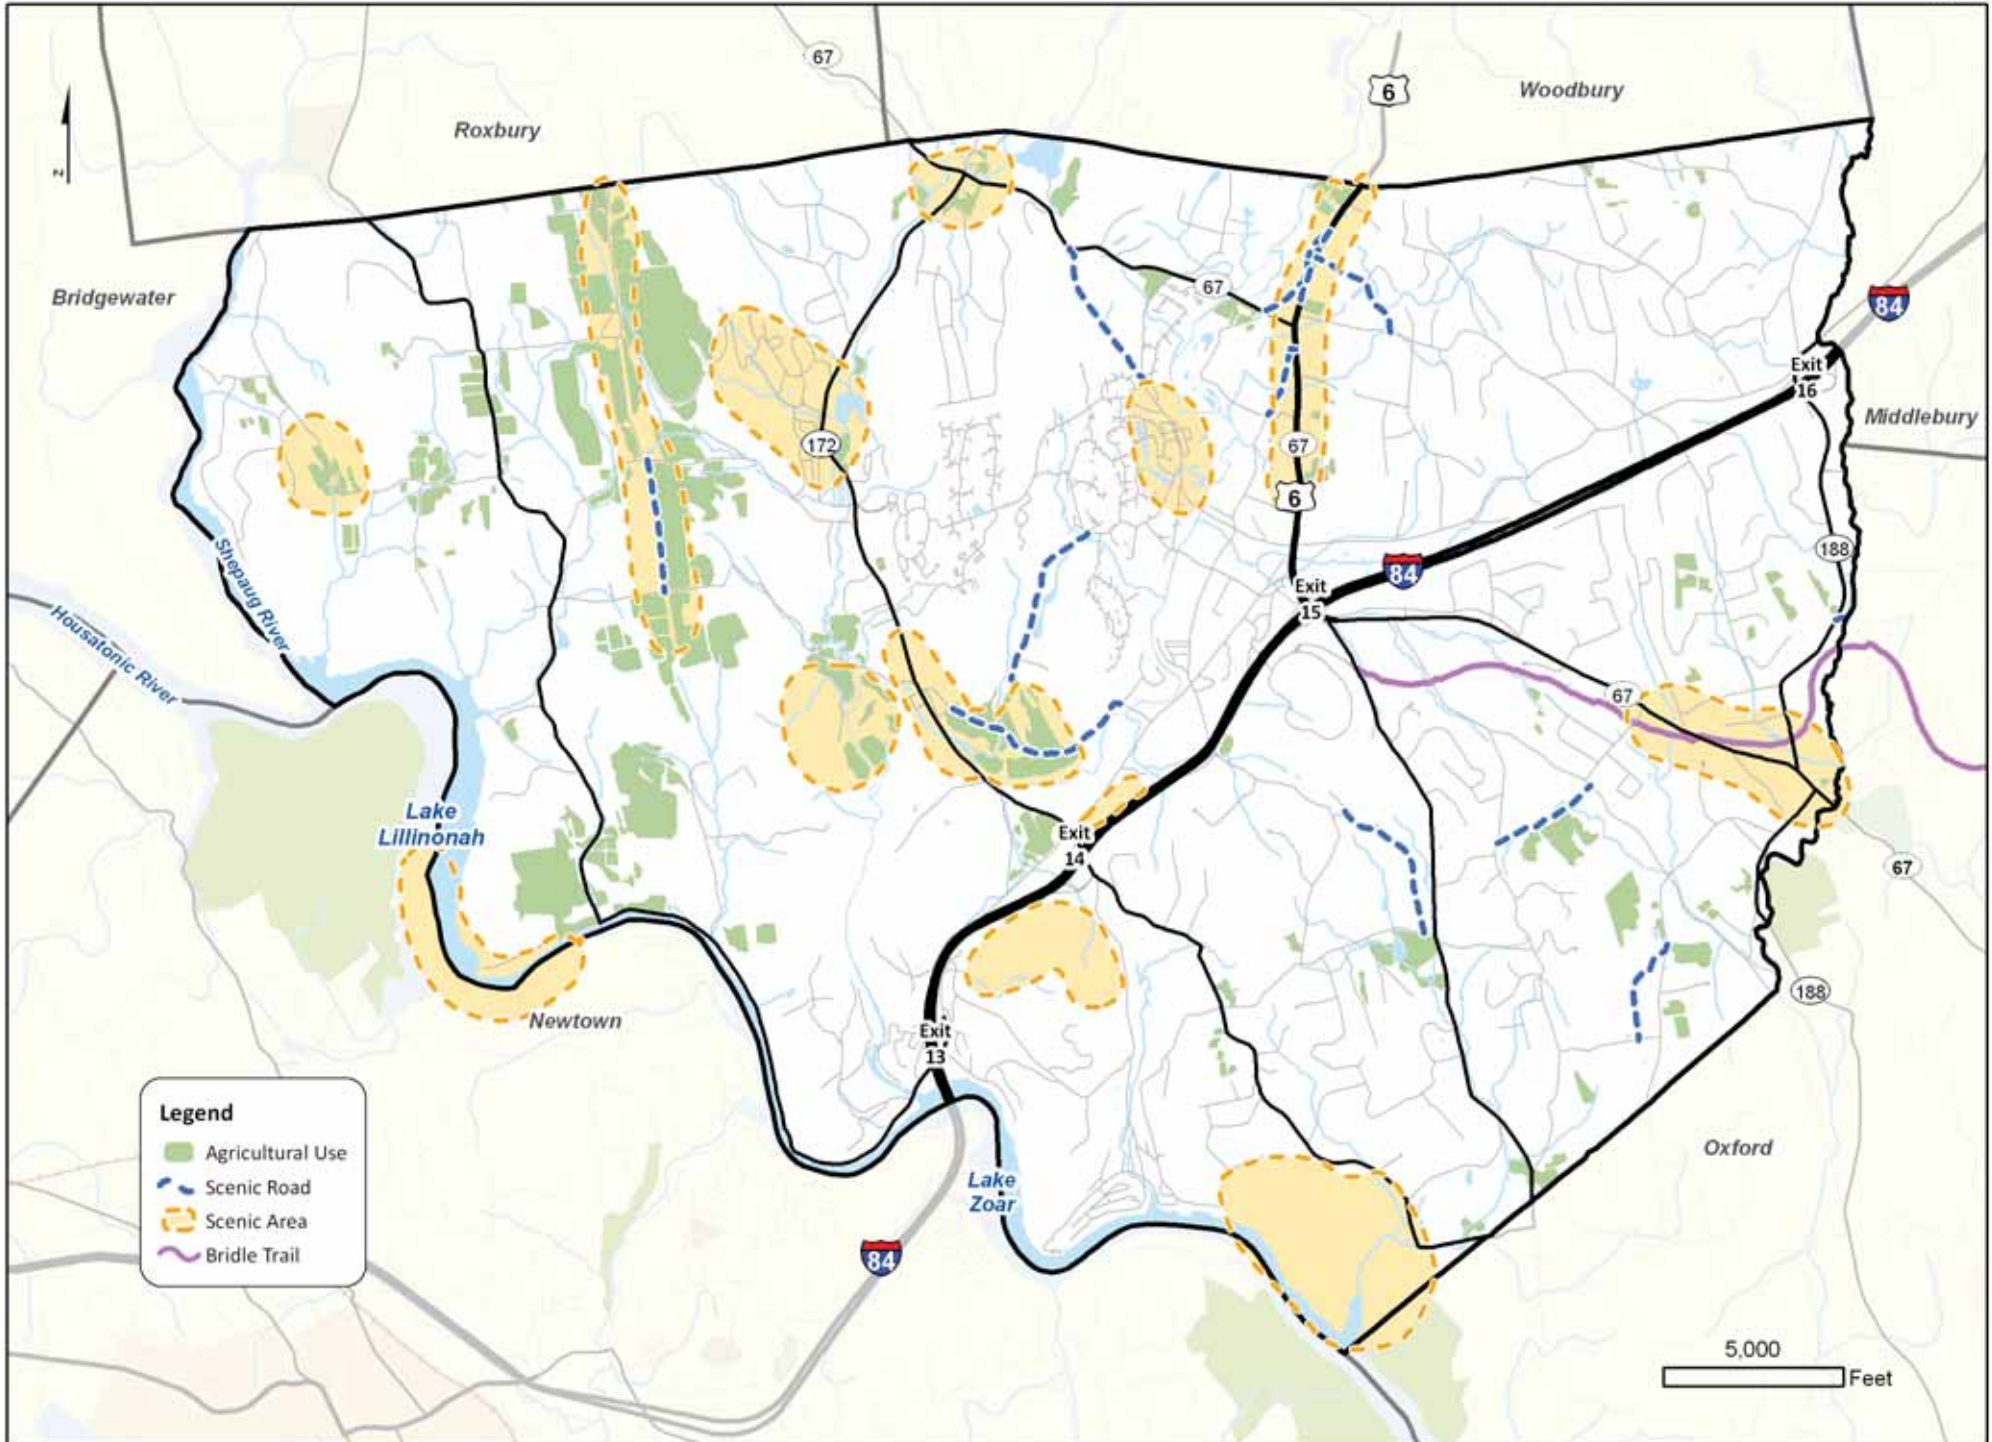 67
6
Woodbury
Roxbury
N
Bridgewater
67
84
Exit
16
Middlebury
172
67
6
188
Shepaug River
84
Exit
15
Housatonic River
67
Lake
Lillinonah
Exit
14
67
188
Newtown
Exit
13
Legend
Agricultural Use
Scenic Road
Scenic Area
Bridle Trail
Oxford
Lake
Zoar
84
5,000
Feet